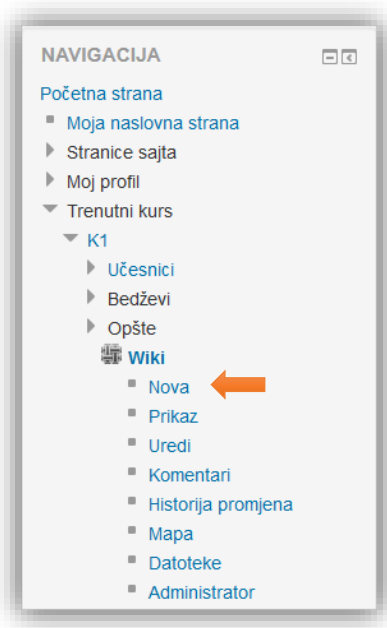 NAVIGACIJA
Početna strana
Moja naslovna strana
Stranice sajta
Moj profil
Trenutni kurs
K1
Učesnici
Bedževi
Opšte
Wiki
Nova
Prikaz
Uredi
Komentari
Historija promjena
Mapa
Datoteke
Administrator